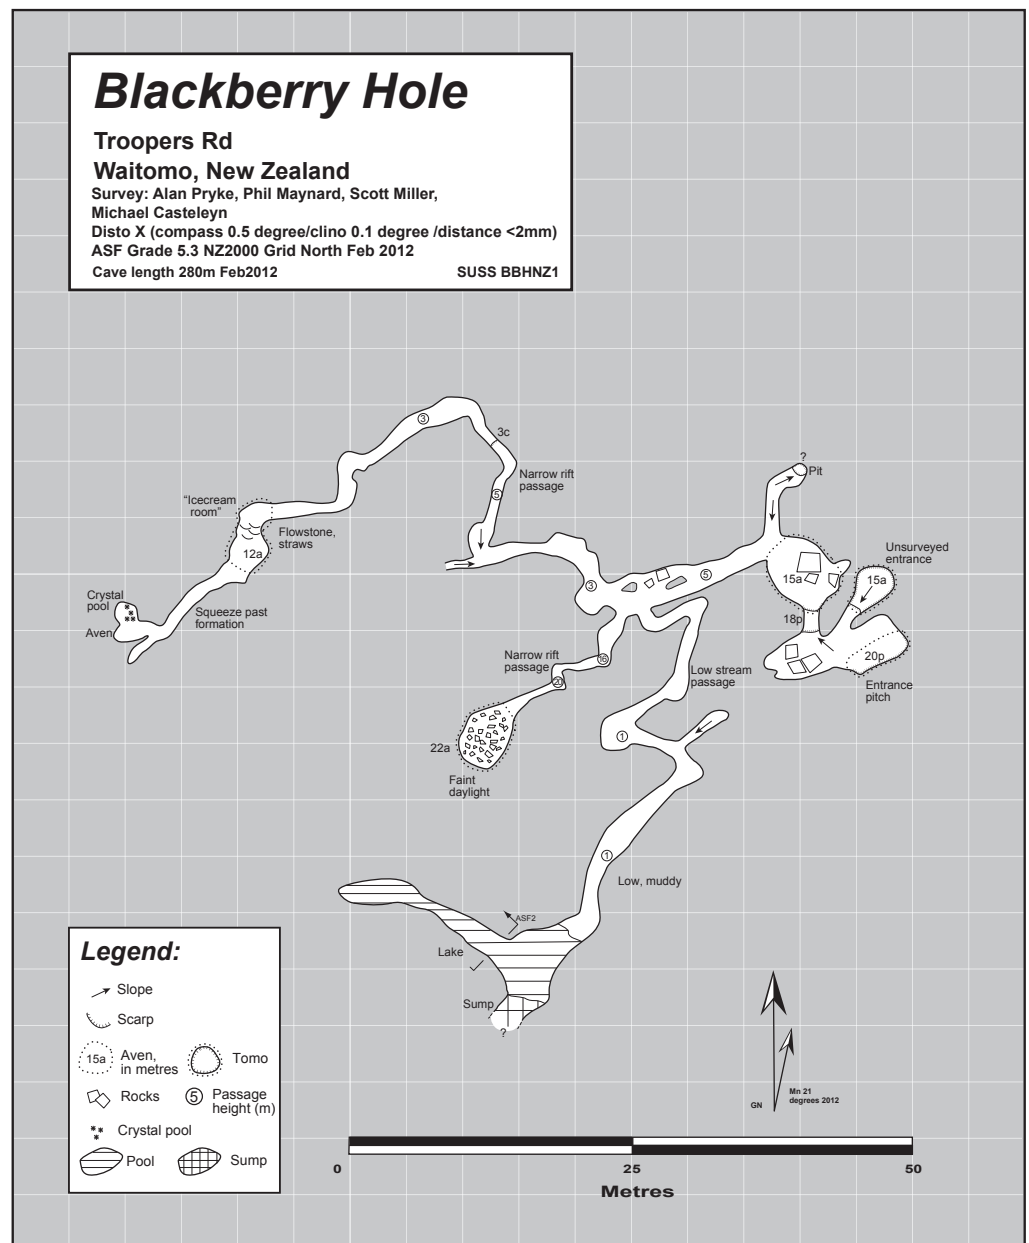 Blackberry Hole
Troopers Rd
Waitomo, New Zealand
Survey: Alan Pryke, Phil Maynard, Scott Miller,
Michael Casteleyn
Disto X (compass 0.5 degree/clino 0.1 degree /distance <2mm)
ASF Grade 5.3 NZ2000 Grid North Feb 2012
Cave length 280m Feb2012 SUSS BBHNZ1
3
3c
Narrow rift
passage
5
?
Pit
"Icecream
room"
Flowstone,
straws
12a
Unsurveyed
entrance
15a
15a
5
3
Crystal
pool
Aven
Squeeze past
formation
18p
20p
Entrance
pitch
Narrow rift
passage
16
20
Low stream
passage
22a
1
Faint
daylight
1
Low, muddy
ASF2
Lake
Sump
?
Legend:
Slope
Scarp
15a
Aven,
in metres
Tomo
Rocks
5
Passage
height (m)
Crystal pool
Pool
Sump
GN
Mn 21
degrees 2012
0 25 50
Metres